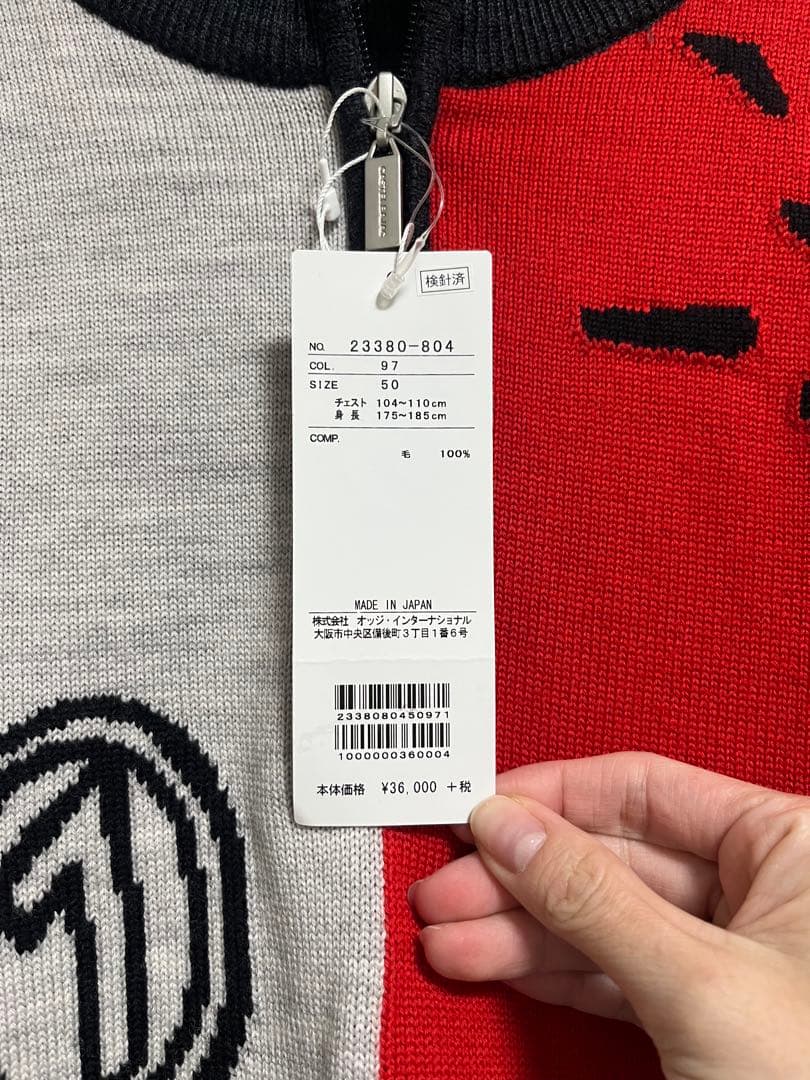 検針済
NO. 23380-804
COL. 97
SIZE 50
チェスト 104～110cm
身長 175～185cm
COMP.
毛 100%
MADE IN JAPAN
株式会社 オッジ・インターナショナル
大阪市中央区備後町3丁目1番6号
2338080450971
1000000360004
本体価格 ¥36,000 +税